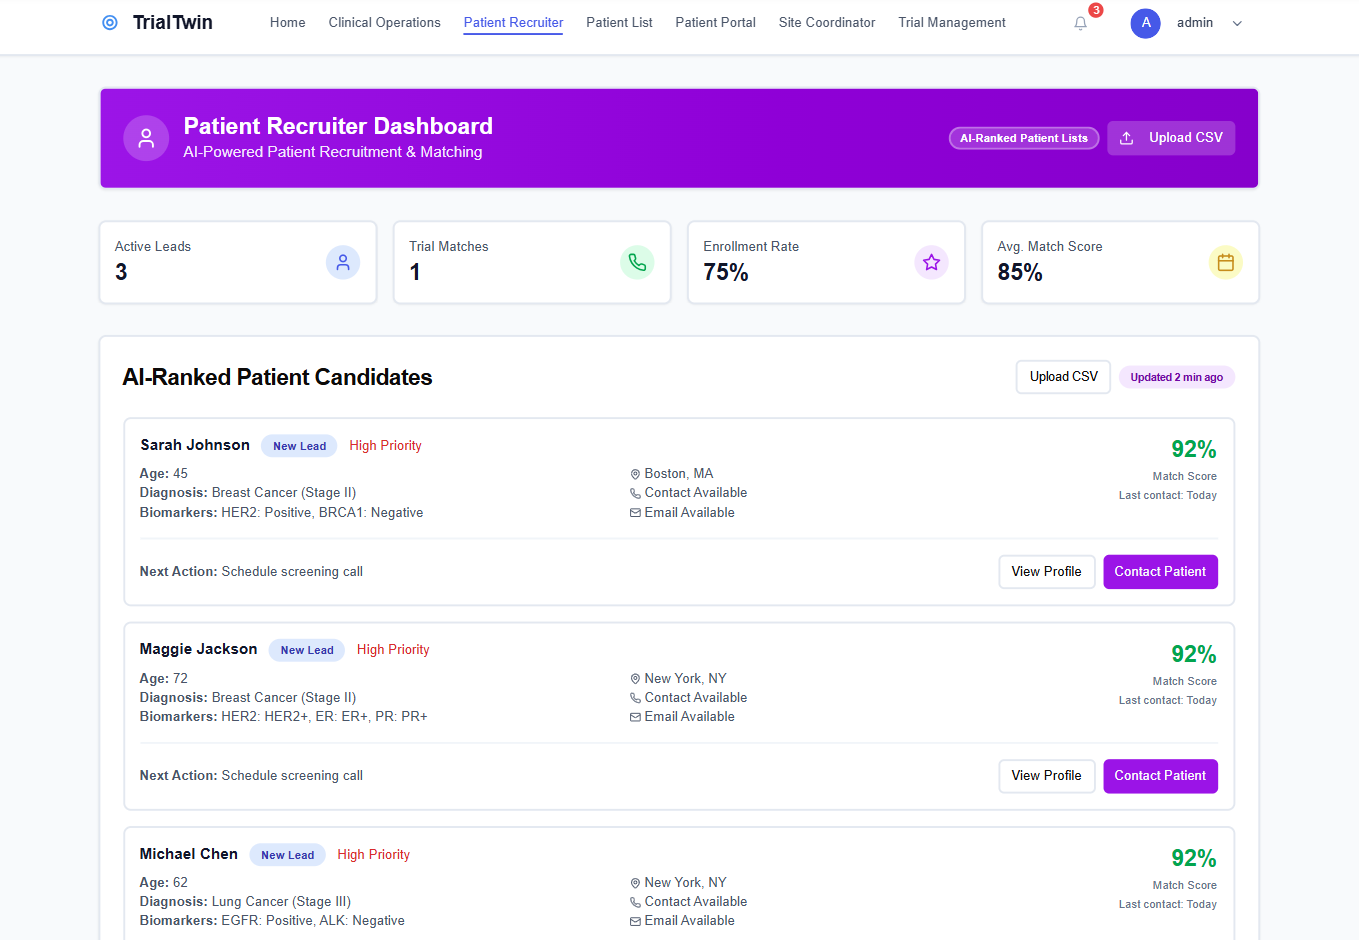 TrialTwin
Home Clinical Operations Patient Recruiter Patient List Patient Portal Site Coordinator Trial Management
3
A admin
Patient Recruiter Dashboard
AI-Powered Patient Recruitment & Matching
AI-Ranked Patient Lists
Upload CSV
Active Leads
3
Trial Matches
1
Enrollment Rate
75%
Avg. Match Score
85%
AI-Ranked Patient Candidates
Upload CSV
Updated 2 min ago
Sarah Johnson New Lead High Priority
Age: 45
Diagnosis: Breast Cancer (Stage II)
Biomarkers: HER2: Positive, BRCA1: Negative
Boston, MA
Contact Available
Email Available
92%
Match Score
Last contact: Today
Next Action: Schedule screening call
View Profile
Contact Patient
Maggie Jackson New Lead High Priority
Age: 72
Diagnosis: Breast Cancer (Stage II)
Biomarkers: HER2: HER2+, ER: ER+, PR: PR+
New York, NY
Contact Available
Email Available
92%
Match Score
Last contact: Today
Next Action: Schedule screening call
View Profile
Contact Patient
Michael Chen New Lead High Priority
Age: 62
Diagnosis: Lung Cancer (Stage III)
Biomarkers: EGFR: Positive, ALK: Negative
New York, NY
Contact Available
Email Available
92%
Match Score
Last contact: Today